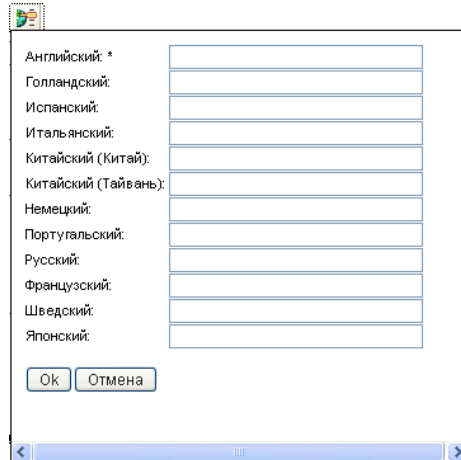 Английский: *
Голландский:
Испанский:
Итальянский:
Китайский (Китай):
Китайский (Тайвань):
Немецкий:
Португальский:
Русский:
Французский:
Шведский:
Японский:
Ok Отмена